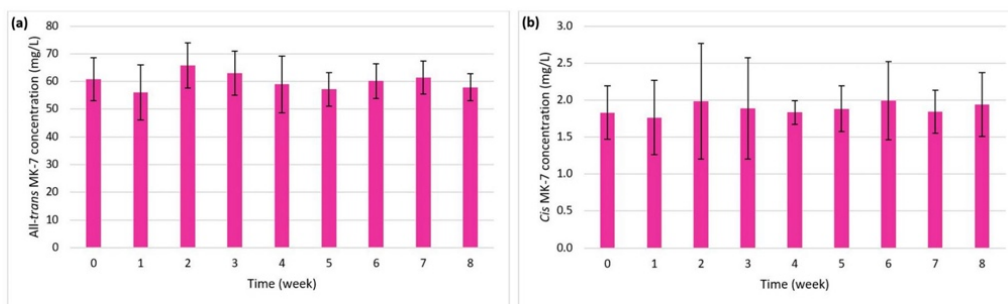 (a)
All-trans MK-7 concentration (mg/L)
80
70
60
50
40
30
20
10
0
0 1 2 3 4 5 6 7 8
Time (week)
(b)
Cis MK-7 concentration (mg/L)
3.0
2.5
2.0
1.5
1.0
0.5
0.0
0 1 2 3 4 5 6 7 8
Time (week)